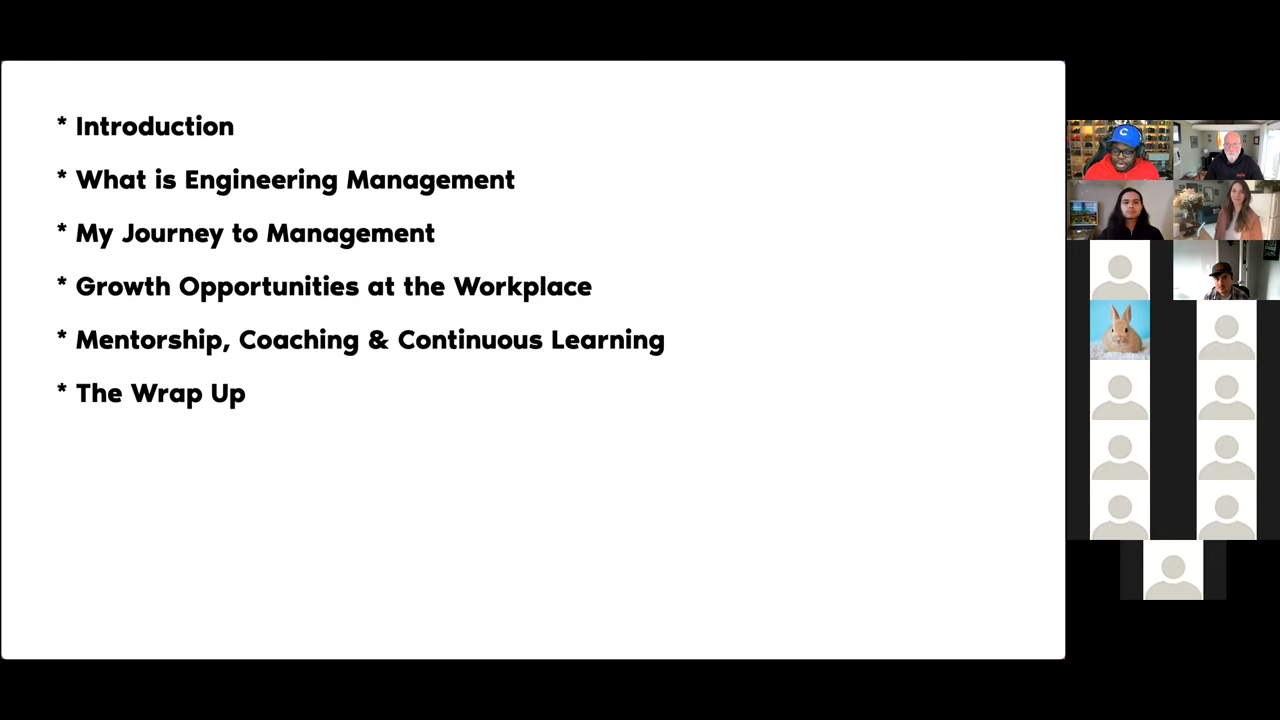 * Introduction
* What is Engineering Management
* My Journey to Management
* Growth Opportunities at the Workplace
* Mentorship, Coaching & Continuous Learning
* The Wrap Up